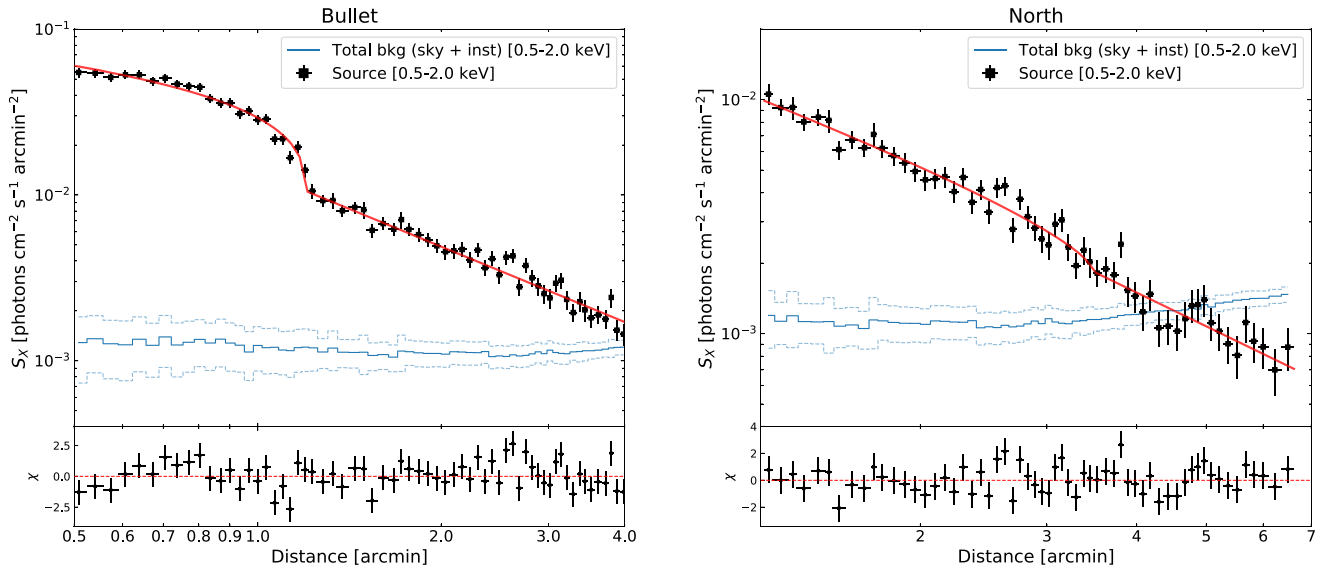 Bullet
Total bkg (sky + inst) [0.5-2.0 keV]
Source [0.5-2.0 keV]
S_X [photons cm⁻² s⁻¹ arcmin⁻²]
10⁻¹
10⁻²
10⁻³
χ
2.5
0.0
−2.5
0.5 0.6 0.7 0.8 0.9 1.0 2.0 3.0 4.0
Distance [arcmin]
North
Total bkg (sky + inst) [0.5-2.0 keV]
Source [0.5-2.0 keV]
S_X [photons cm⁻² s⁻¹ arcmin⁻²]
10⁻²
10⁻³
χ
4
2
0
−2
2 3 4 5 6 7
Distance [arcmin]